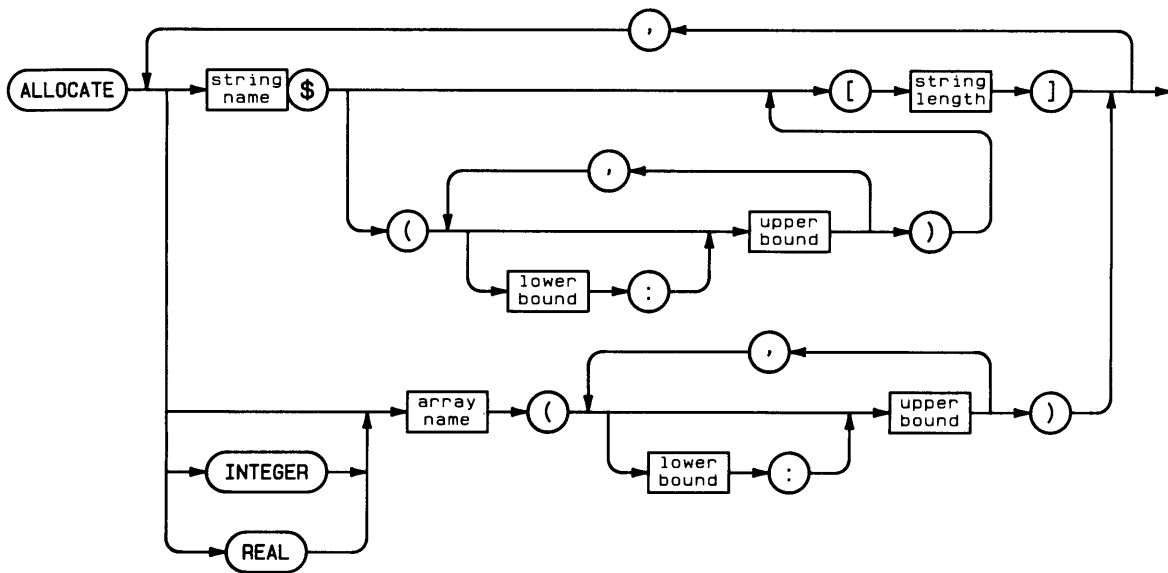 ,
ALLOCATE
string
name
$
[
string
length
]
,
(
upper
bound
)
lower
bound
:
,
array
name
(
upper
bound
)
INTEGER
lower
bound
:
REAL